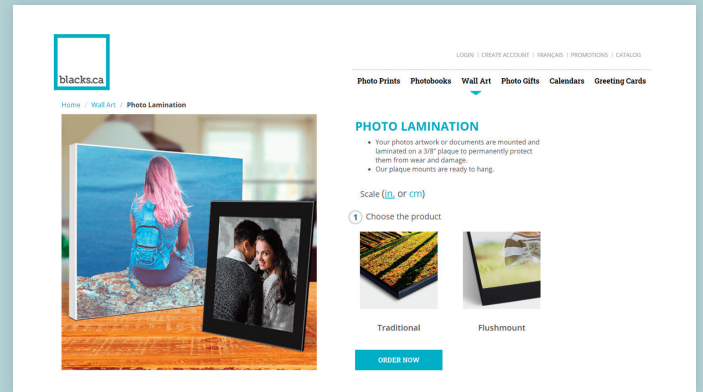 blacks.ca
LOGIN | CREATE ACCOUNT | FRANÇAIS | PROMOTIONS | CATALOG
Photo Prints Photobooks Wall Art Photo Gifts Calendars Greeting Cards
Home / Wall Art / Photo Lamination
PHOTO LAMINATION
• Your photos artwork or documents are mounted and
laminated on a 3/8" plaque to permanently protect
them from wear and damage.
• Our plaque mounts are ready to hang.
Scale (in. or cm)
1 Choose the product
Traditional Flushmount
ORDER NOW